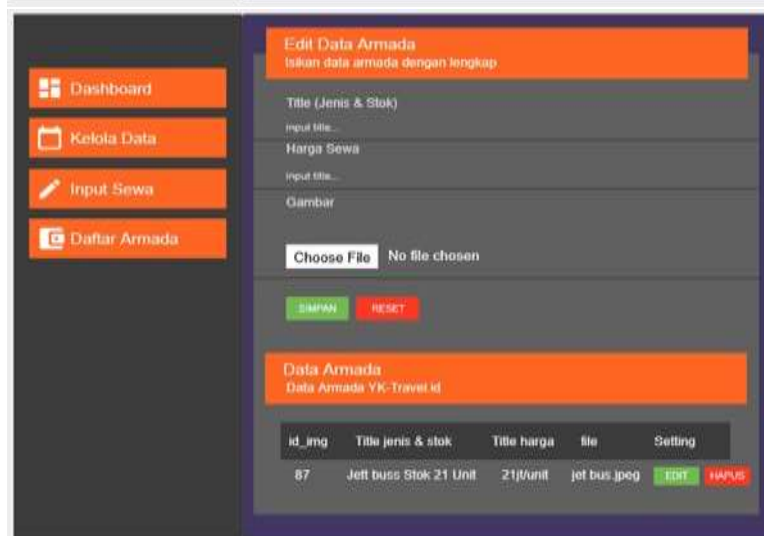 Dashboard
Kelola Data
Input Sewa
Daftar Armada
Edit Data Armada
Isikan data armada dengan lengkap
Title (Jenis & Stok)
Input title...
Harga Sewa
Input title...
Gambar
Choose File No file chosen
SIMPAN RESET
Data Armada
Data Armada YK-Travel.id
id_img Title jenis & stok Title harga file Setting
87 Jett buss Stok 21 Unit 21jt/unit jet bus.jpeg EDIT HAPUS